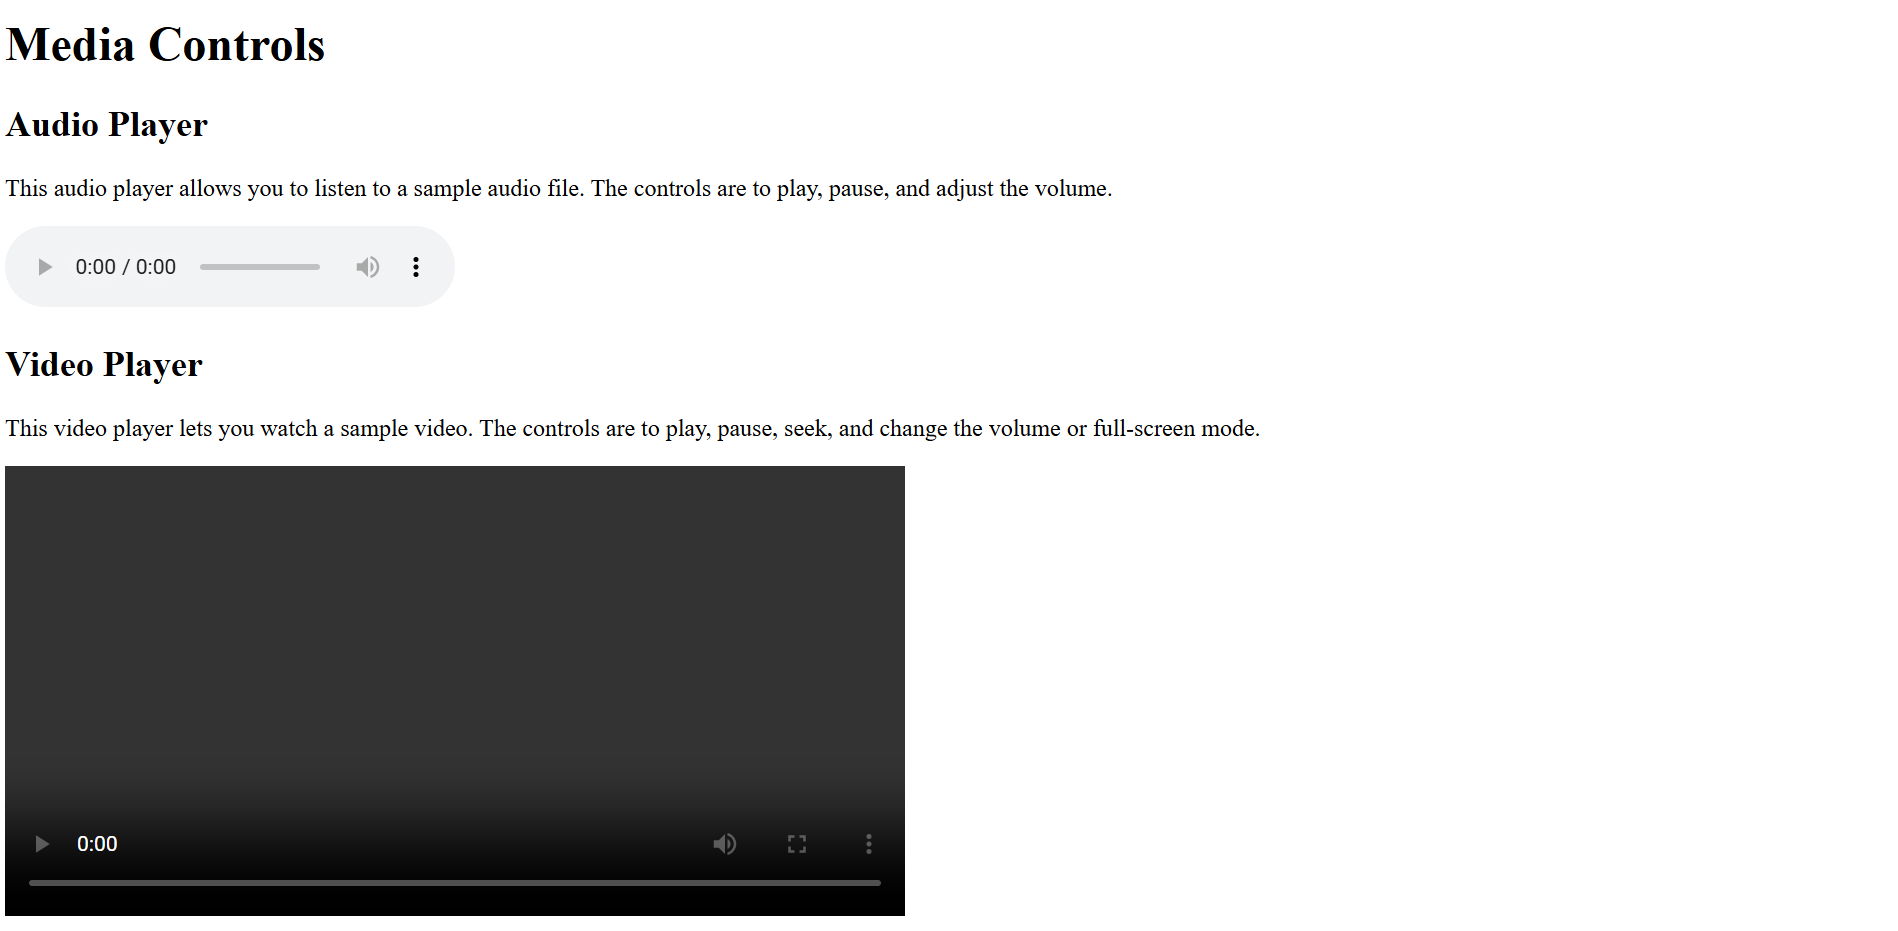 Media Controls
Audio Player
This audio player allows you to listen to a sample audio file. The controls are to play, pause, and adjust the volume.
0:00 / 0:00
Video Player
This video player lets you watch a sample video. The controls are to play, pause, seek, and change the volume or full-screen mode.
0:00